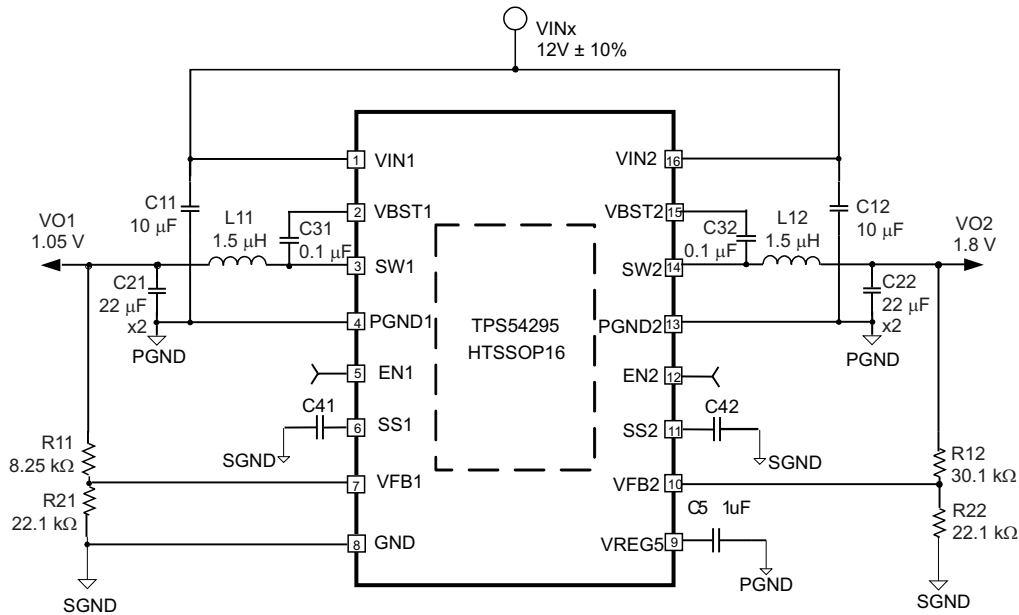 VINx
12V ± 10%
1
VIN1
VIN2
16
C11
10 μF
2
VBST1
VBST2
15
C12
10 μF
VO1
1.05 V
L11
1.5 μH
C31
0.1 μF
C32
0.1 μF
L12
1.5 μH
VO2
1.8 V
3
SW1
SW2
14
C21
22 μF
x2
C22
22 μF
x2
4
PGND1
PGND2
13
TPS54295
HTSSOP16
PGND
PGND
5
EN1
EN2
12
C41
C42
6
SS1
SS2
11
SGND
SGND
R11
8.25 kΩ
R12
30.1 kΩ
7
VFB1
VFB2
10
R21
22.1 kΩ
R22
22.1 kΩ
C5 1uF
8
GND
VREG5
9
SGND
PGND
SGND